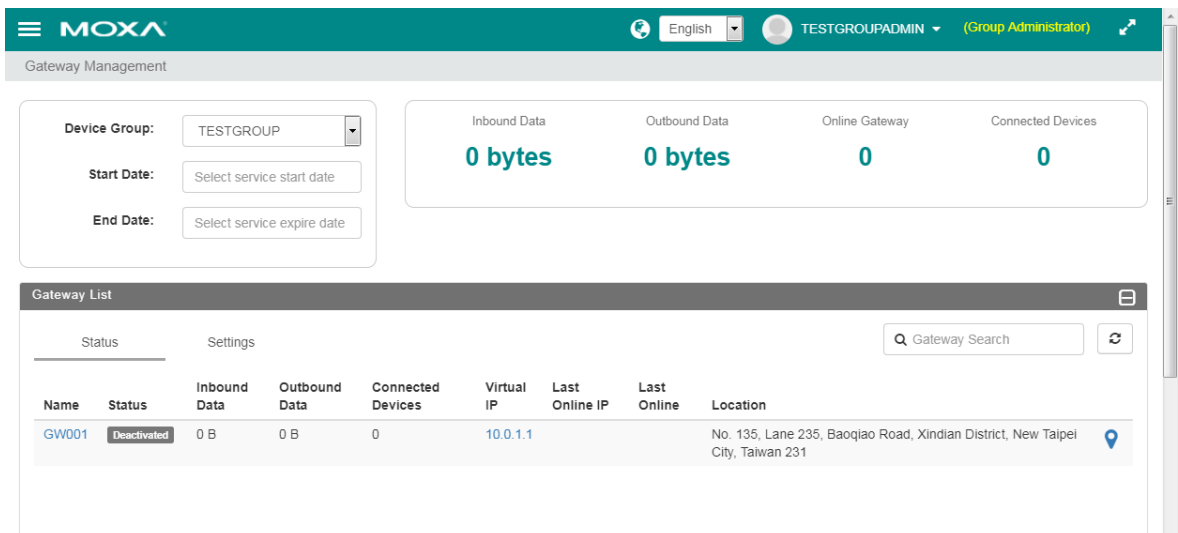 MOXA
English
TESTGROUPADMIN
(Group Administrator)
Gateway Management
Device Group:
TESTGROUP
Start Date:
Select service start date
End Date:
Select service expire date
Inbound Data
Outbound Data
Online Gateway
Connected Devices
0 bytes
0 bytes
0
0
Gateway List
Status
Settings
Gateway Search
Name
Status
Inbound Data
Outbound Data
Connected Devices
Virtual IP
Last Online IP
Last Online
Location
GW001
Deactivated
0 B
0 B
0
10.0.1.1
No. 135, Lane 235, Baoqiao Road, Xindian District, New Taipei
City, Taiwan 231